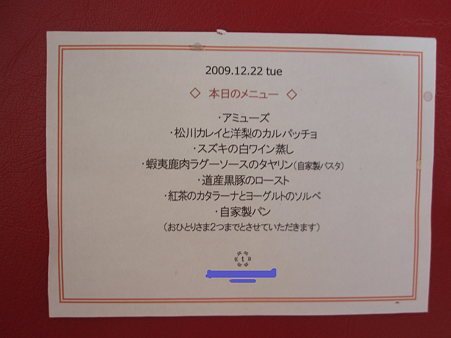 2009.12.22 tue
◇ 本日のメニュー ◇
・アミューズ
・松川カレイと洋梨のカルパッチョ
・スズキの白ワイン蒸し
・蝦夷鹿肉ラグーソースのタヤリン(自家製パスタ)
・道産黒豚のロースト
・紅茶のカタラーナとヨーグルトのソルベ
・自家製パン
(おひとりさま2つまでとさせていただきます)